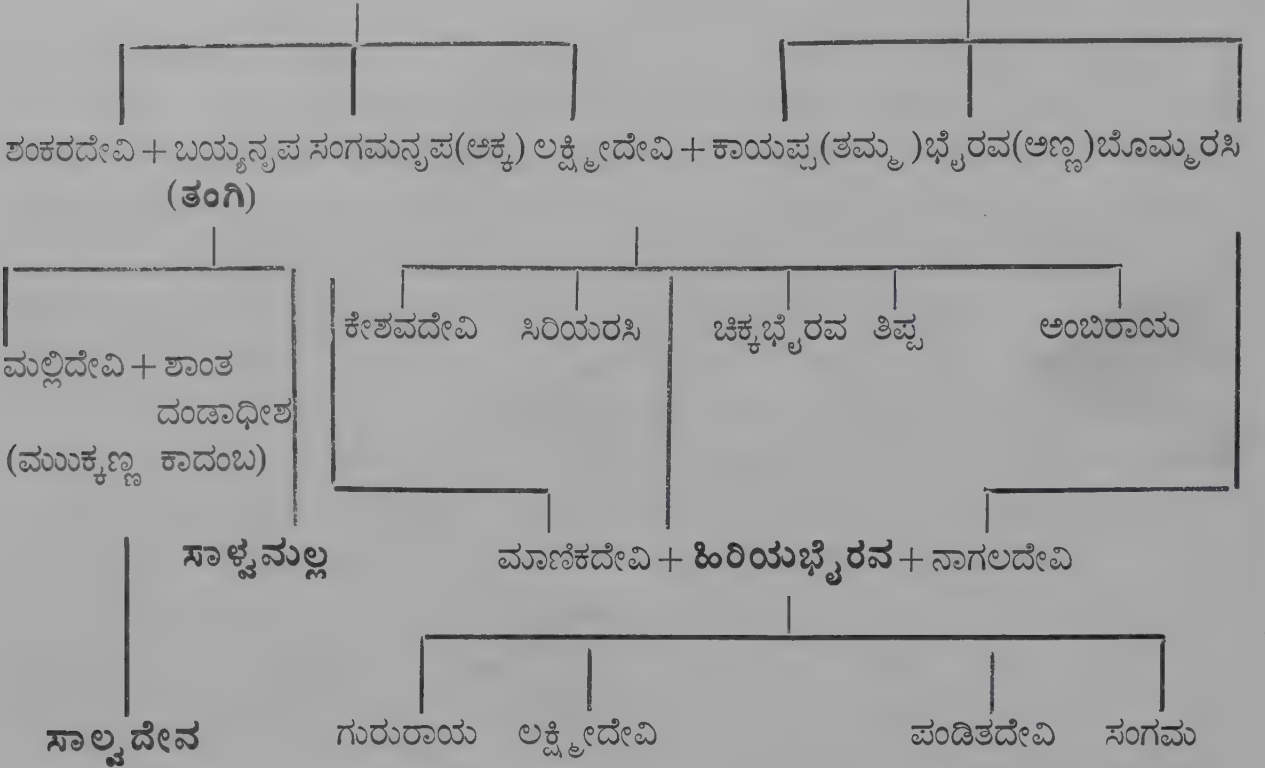 ಶಂಕರದೇವಿ + ಬಯ್ಯನೃಪ ಸಂಗಮನೃಪ(ಅಕ್ಕ) ಲಕ್ಷ್ಮೀದೇವಿ + ಕಾಯಪ್ಪ(ತಮ್ಮ)ಭೈರವ(ಅಣ್ಣ)ಬೊಮ್ಮರಸಿ
(ತಂಗಿ)
ಕೇಶವದೇವಿ ಸಿರಿಯರಸಿ ಚಿಕ್ಕಭೈರವ ತಿಪ್ಪ ಅಂಬಿರಾಯ
ಮಲ್ಲಿದೇವಿ + ಶಾಂತ
ದಂಡಾಧೀಶ
(ಮುುಕ್ಕಣ್ಣ ಕಾದಂಬ)
ಸಾಳ್ವಮಲ್ಲ ಮಾಣಿಕದೇವಿ + ಹಿರಿಯಭೈರವ + ನಾಗಲದೇವಿ
ಸಾಲ್ವದೇವ ಗುರುರಾಯ ಲಕ್ಷ್ಮೀದೇವಿ ಪಂಡಿತದೇವಿ ಸಂಗಮ